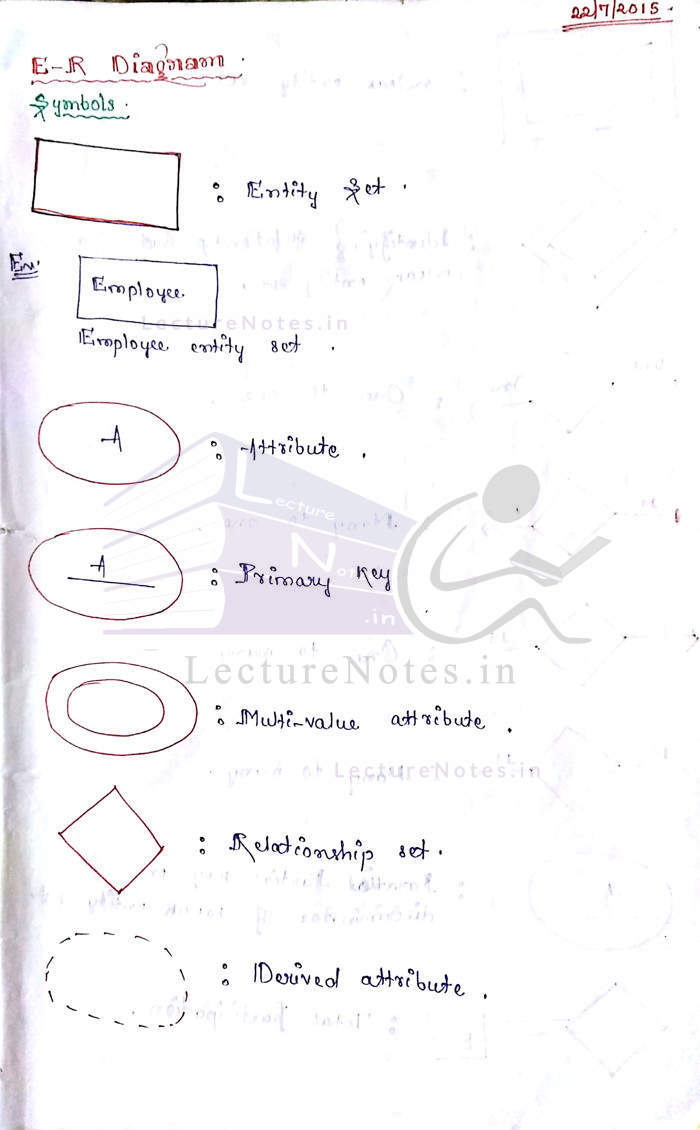 22/7/2015.
E-R Diagram.
Symbols.
: Entity Set.
Ex.
Employee
LectureNotes.in
Employee entity set.
A : Attribute.
Lecture
A : Primary Key
Notes
.in
LectureNotes.in
: Multi-value attribute.
LectureNotes.in
: Relationship set.
: Derived attribute.